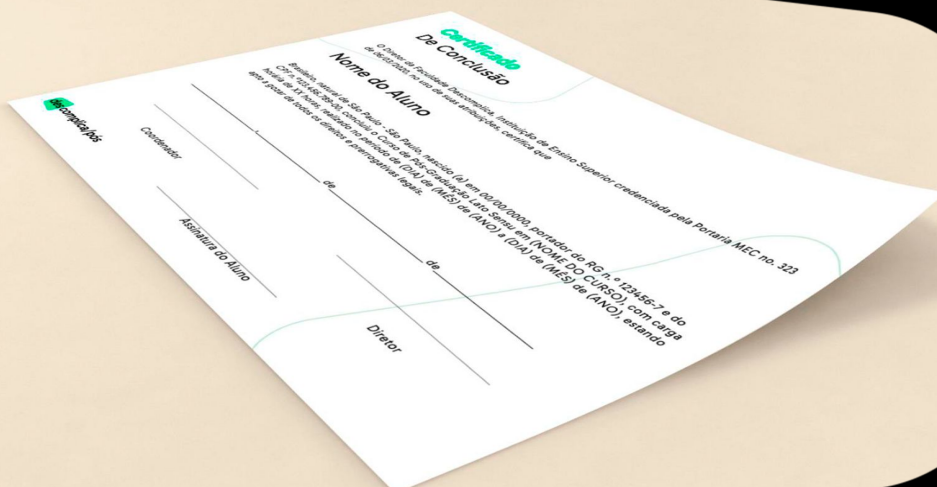 Certificado
De Conclusão
O Diretor da Faculdade Descomplica, Instituição de Ensino Superior credenciada pela Portaria MEC no. 323
de 06/03/2020, no uso de suas atribuições, certifica que
Nome do Aluno
Brasileiro, natural de São Paulo - São Paulo, nascido (a) em 00/00/0000, portador do RG n. º 123456-7 e do
CPF n. º123.456.789-00, concluiu o Curso de Pós-Graduação Lato Sensu em (NOME DO CURSO), com carga
horária de XX horas, realizado no período de (DIA) de (MÊS) de (ANO) a (DIA) de (MÊS) de (ANO), estando
apto a gozar de todos os direitos e prerrogativas legais.
, de de
Coordenador
Diretor
Assinatura do Aluno
descomplica/pós